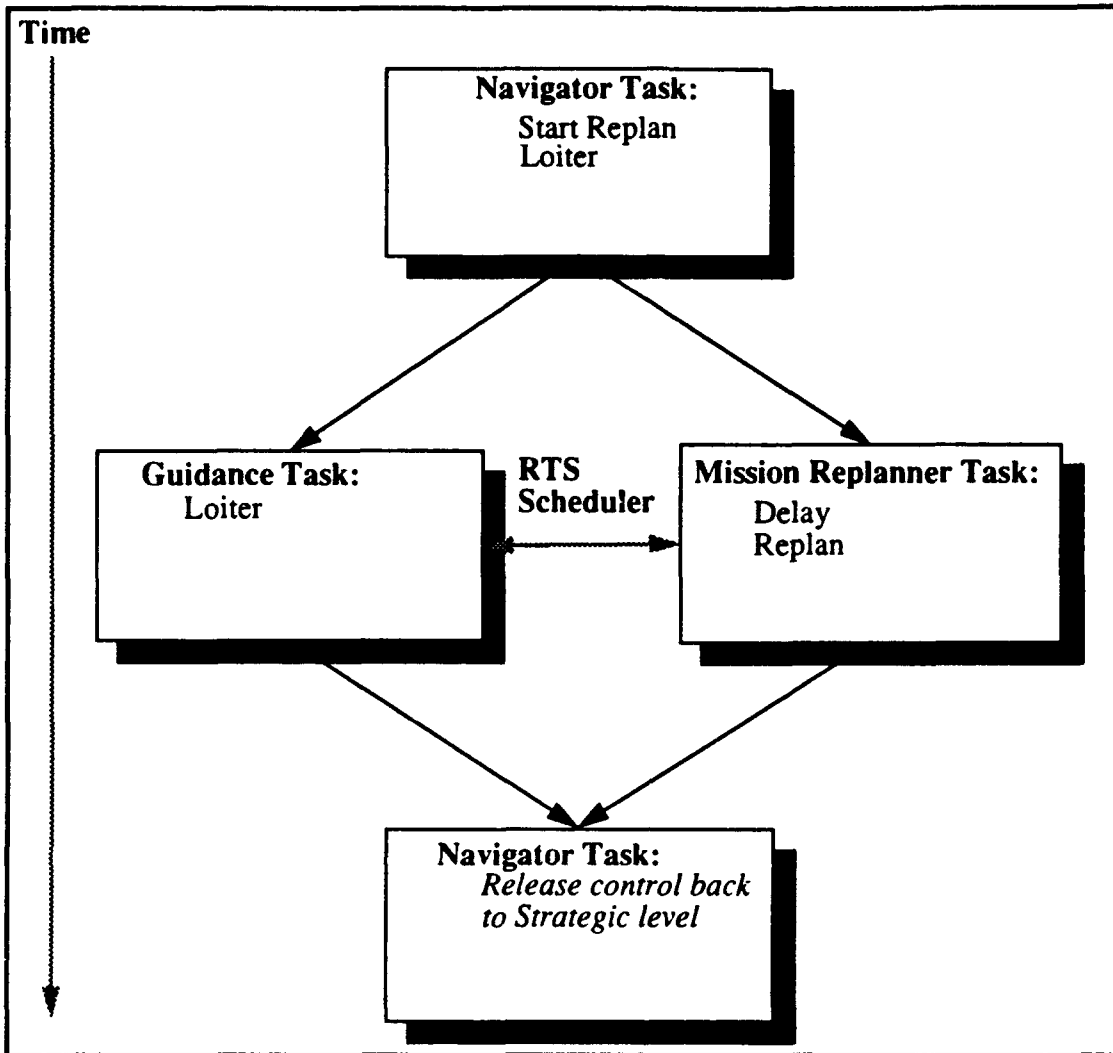 Time
Navigator Task:
Start Replan
Loiter
Guidance Task:
Loiter
RTS
Scheduler
Mission Replanner Task:
Delay
Replan
Navigator Task:
Release control back
to Strategic level